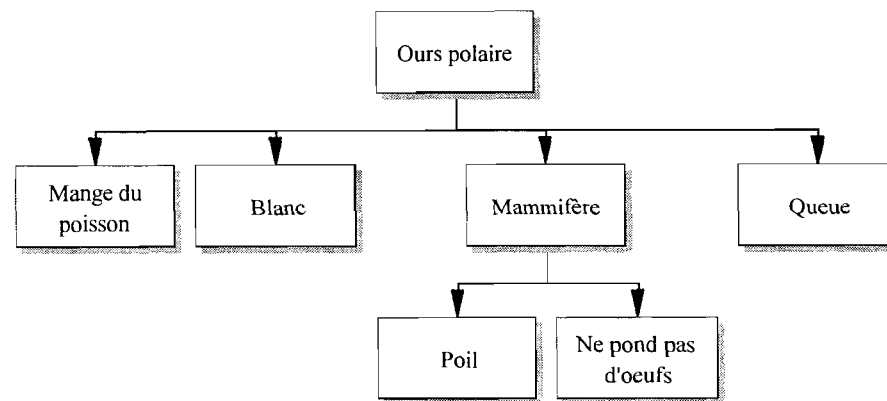 Ours polaire
Mange du
poisson
Blanc
Mammifère
Queue
Poil
Ne pond pas
d'oeufs